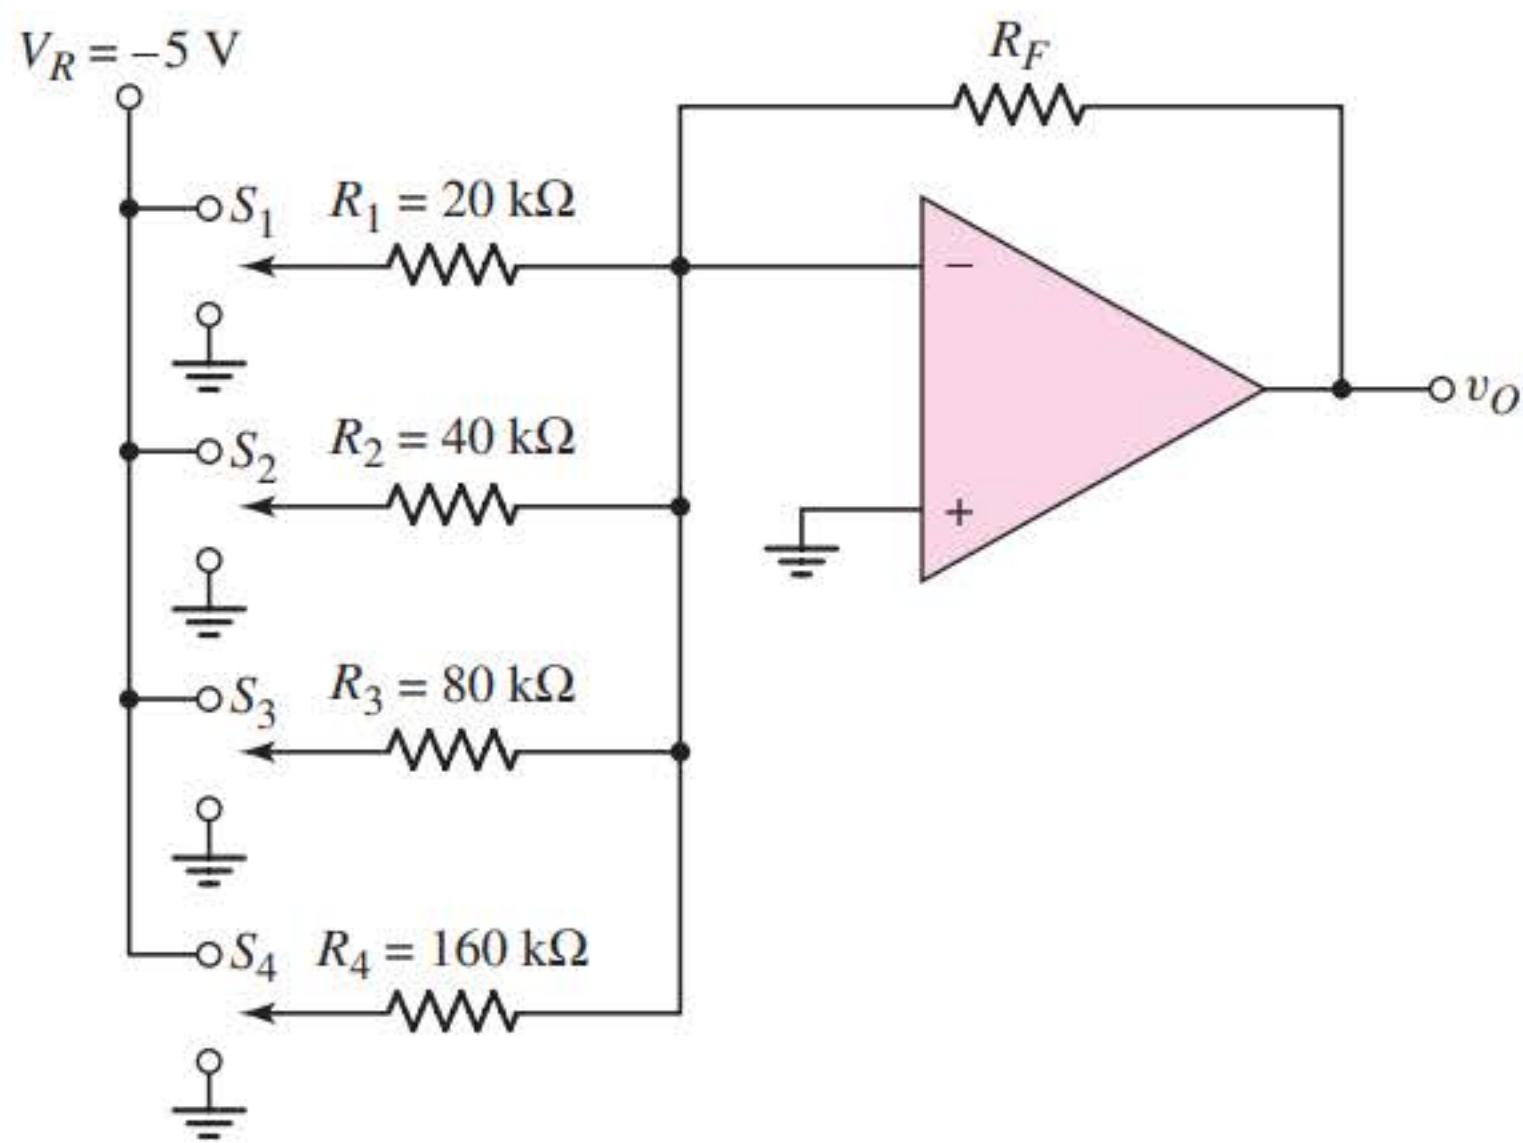 V_R = −5 V
R_F
S_1 R_1 = 20 kΩ
−
v_O
S_2 R_2 = 40 kΩ
+
S_3 R_3 = 80 kΩ
S_4 R_4 = 160 kΩ